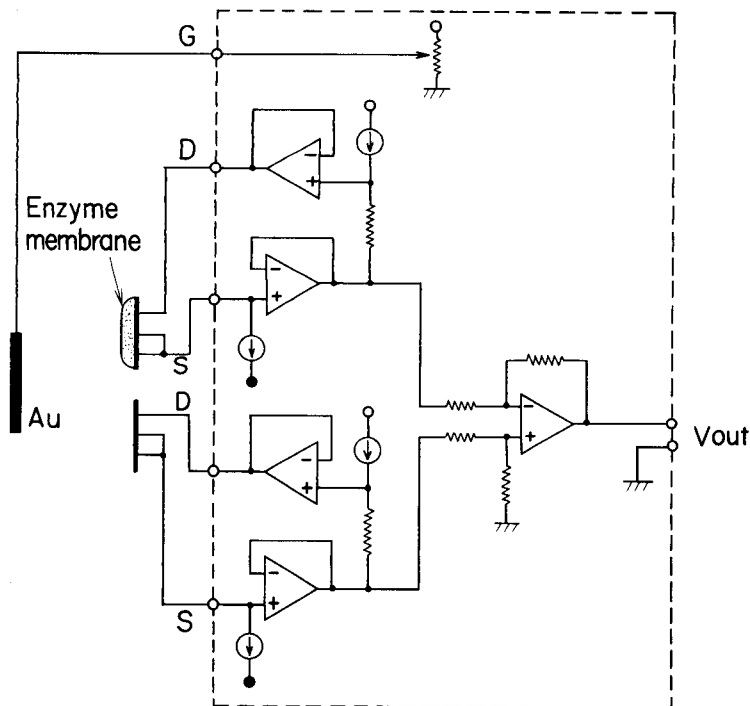 G
D
Enzyme
membrane
S
D
Au
S
Vout
- +
- +
- +
- +
- +